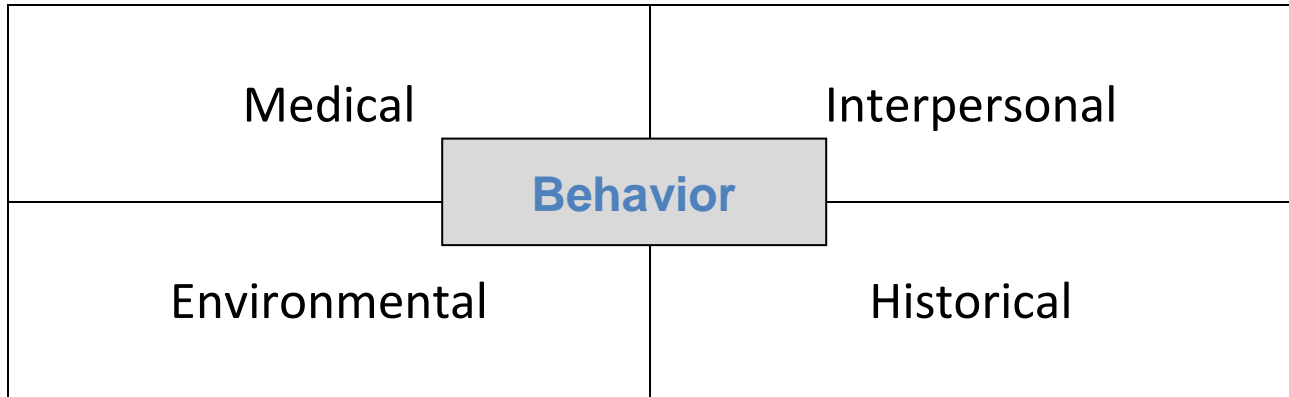 Medical
Interpersonal
Behavior
Environmental
Historical